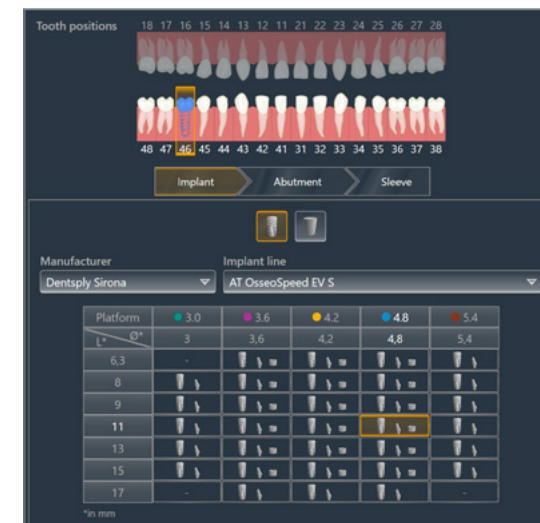 Tooth positions 18 17 16 15 14 13 12 11 21 22 23 24 25 26 27 28
48 47 46 45 44 43 42 41 31 32 33 34 35 36 37 38
Implant Abutment Sleeve
Manufacturer Implant line
Dentsply Sirona AT OsseoSpeed EV S
Platform 3.0 3.6 4.2 4.8 5.4
L* Ø* 3 3,6 4,2 4,8 5,4
6,3 -
8
9
11
13
15
17 - -
*in mm